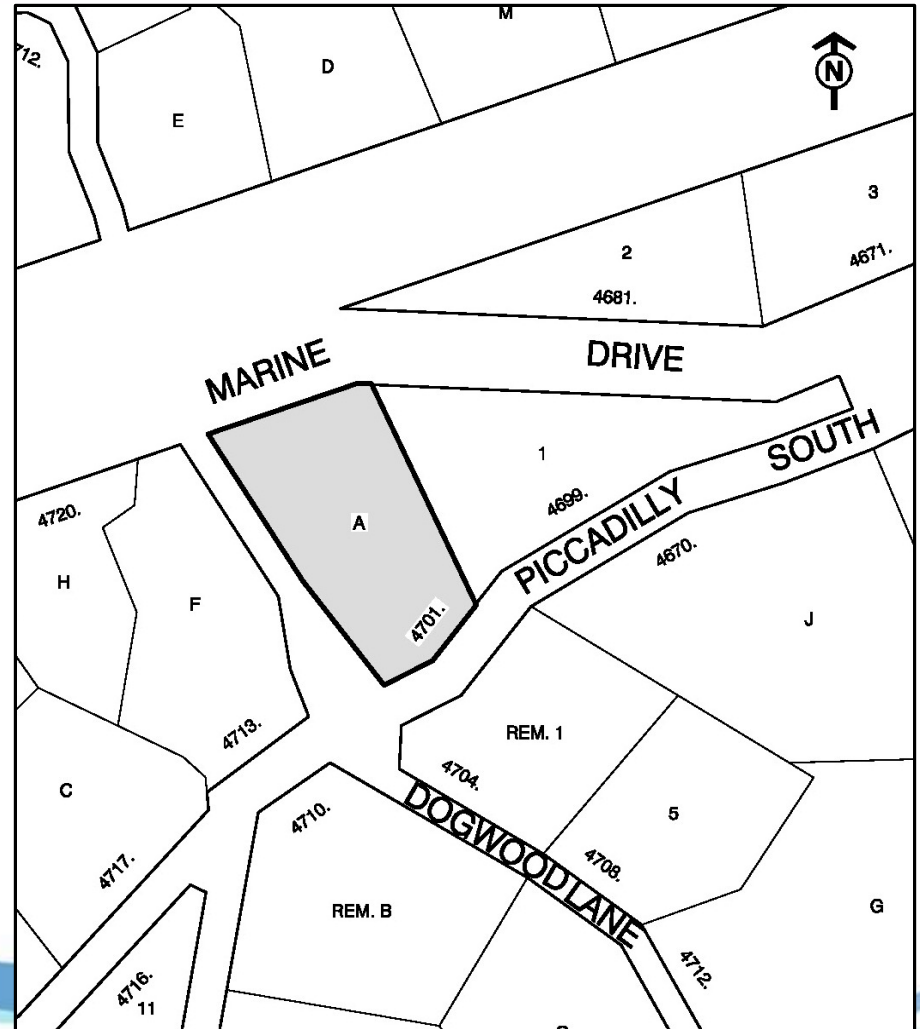 M
712.
D
N
E
3
2
4671.
4681.
MARINE DRIVE
1
4699.
PICCADILLY SOUTH
4720.
A
4670.
H
F
J
4701.
4713.
REM. 1
4704.
C
DOGWOOD LANE
5
4710.
4717.
4708.
REM. B
G
4712.
4716.
11